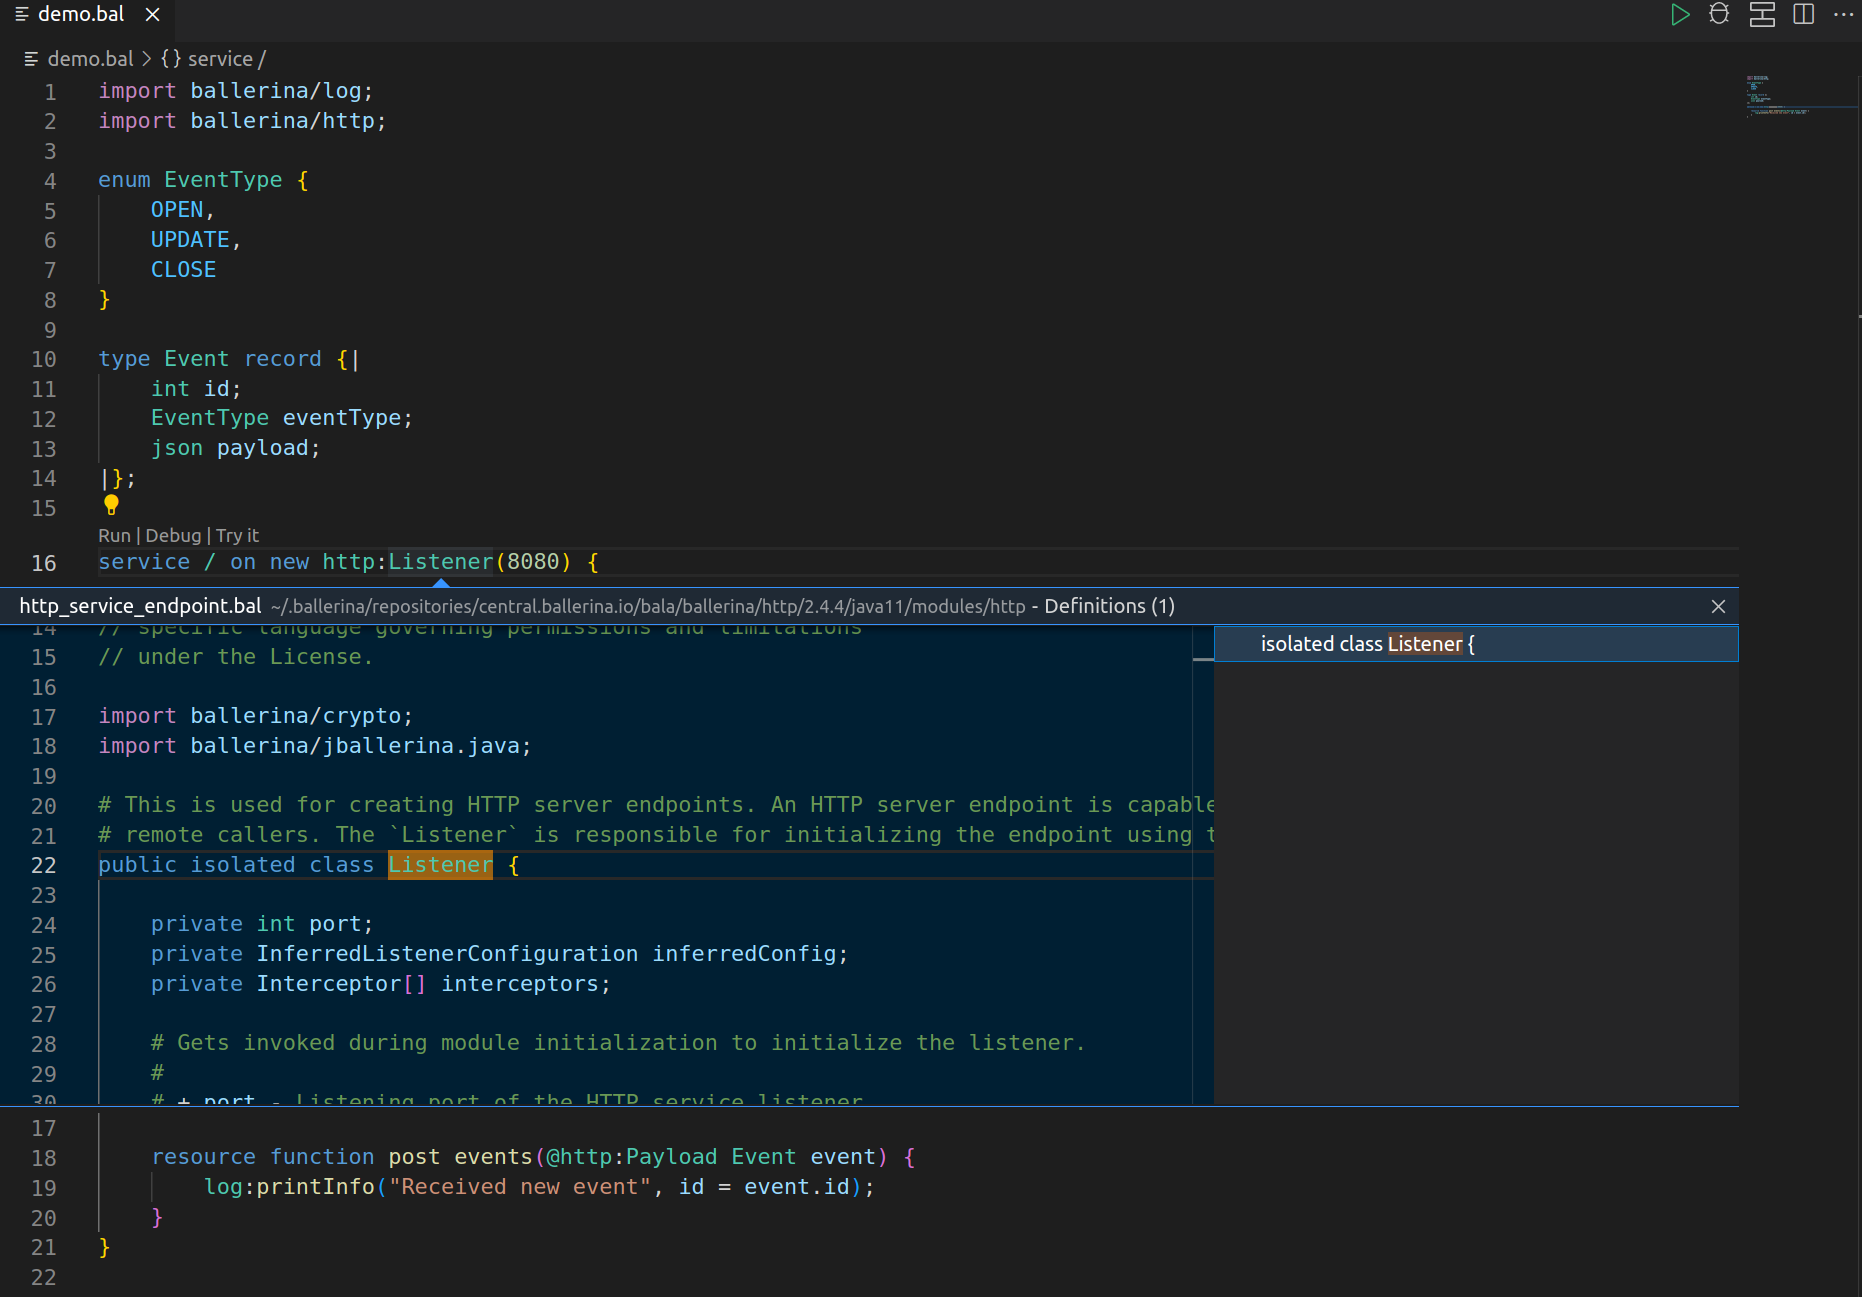 demo.bal
demo.bal > {} service /
1 import ballerina/log;
2 import ballerina/http;
3
4 enum EventType {
5 OPEN,
6 UPDATE,
7 CLOSE
8 }
9
10 type Event record {|
11 int id;
12 EventType eventType;
13 json payload;
14 |};
15
Run | Debug | Try it
16 service / on new http:Listener(8080) {
http_service_endpoint.bal ~/.ballerina/repositories/central.ballerina.io/bala/ballerina/http/2.4.4/java11/modules/http - Definitions (1)
isolated class Listener {
14 // specific language governing permissions and limitations
15 // under the License.
16
17 import ballerina/crypto;
18 import ballerina/jballerina.java;
19
20 # This is used for creating HTTP server endpoints. An HTTP server endpoint is capable
21 # remote callers. The `Listener` is responsible for initializing the endpoint using t
22 public isolated class Listener {
23
24 private int port;
25 private InferredListenerConfiguration inferredConfig;
26 private Interceptor[] interceptors;
27
28 # Gets invoked during module initialization to initialize the listener.
29 #
30 # + port - Listening port of the HTTP service listener
17
18 resource function post events(@http:Payload Event event) {
19 log:printInfo("Received new event", id = event.id);
20 }
21 }
22